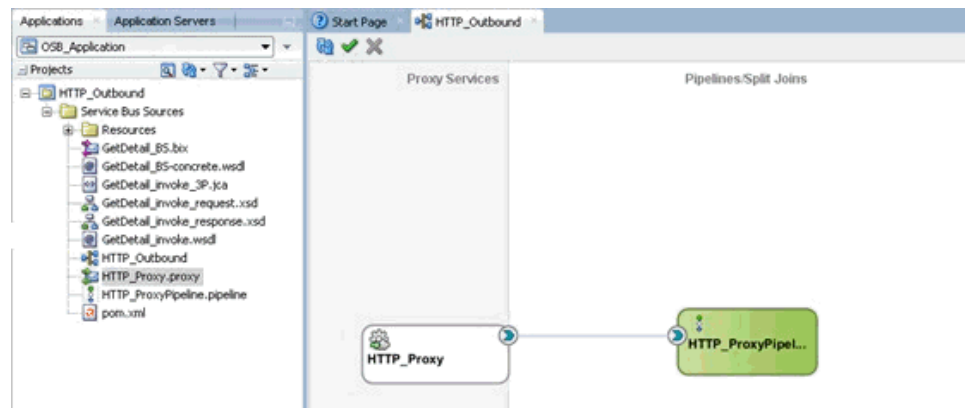 Applications
Application Servers
Start Page
HTTP_Outbound
OSB_Application
Projects
Proxy Services
Pipelines/Split Joins
HTTP_Outbound
Service Bus Sources
Resources
GetDetail_BS.bix
GetDetail_BS-concrete.wsdl
GetDetail_invoke_3P.jca
GetDetail_invoke_request.xsd
GetDetail_invoke_response.xsd
GetDetail_invoke.wsdl
HTTP_Outbound
HTTP_Proxy.proxy
HTTP_ProxyPipeline.pipeline
pom.xml
HTTP_Proxy
HTTP_ProxyPipel...